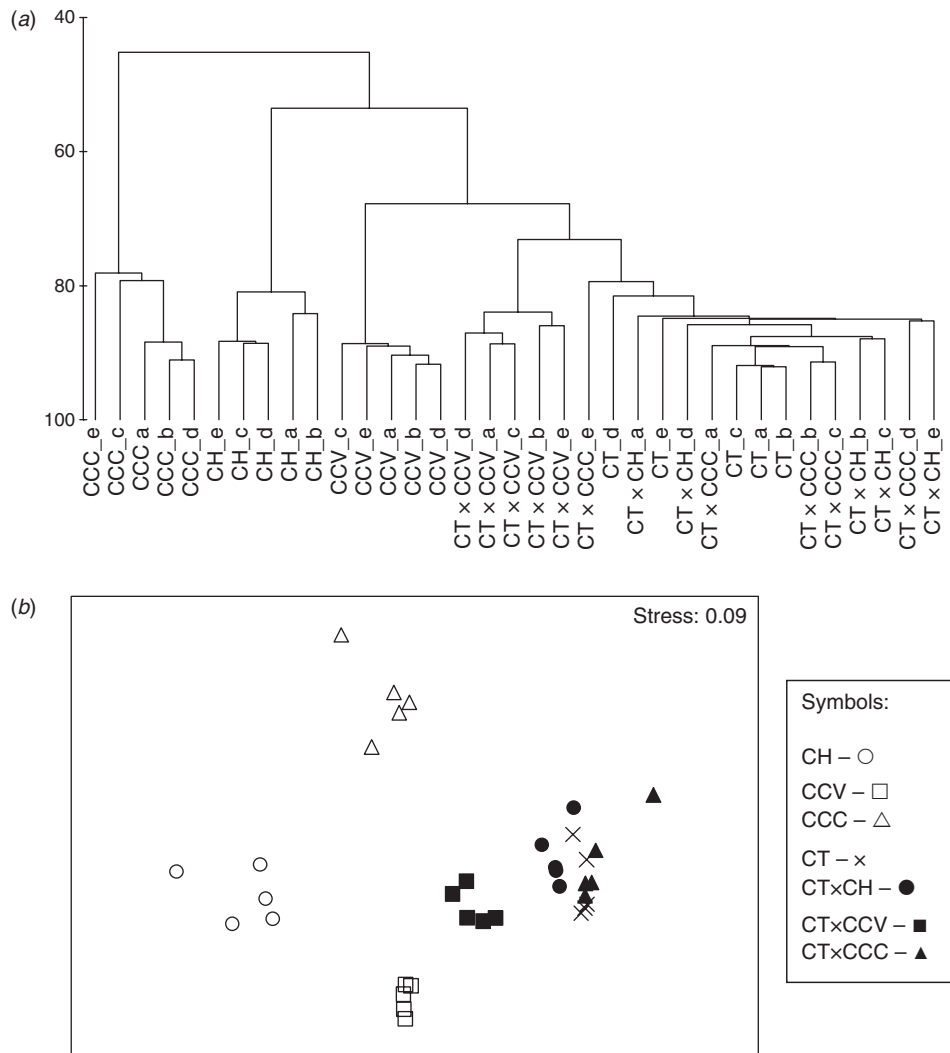 (a)
40
60
80
100
CCC_e
CCC_c
CCC_a
CCC_b
CCC_d
CH_e
CH_c
CH_d
CH_a
CH_b
CCV_c
CCV_e
CCV_a
CCV_b
CCV_d
CT × CCV_d
CT × CCV_a
CT × CCV_c
CT × CCV_b
CT × CCV_e
CT × CCC_e
CT_d
CT × CH_a
CT_e
CT × CH_d
CT × CCC_a
CT_c
CT_a
CT_b
CT × CCC_b
CT × CCC_c
CT × CH_b
CT × CH_c
CT × CCC_d
CT × CH_e
(b)
Stress: 0.09
Symbols:
CH – ○
CCV – □
CCC – △
CT – ×
CT×CH – ●
CT×CCV – ■
CT×CCC – ▲